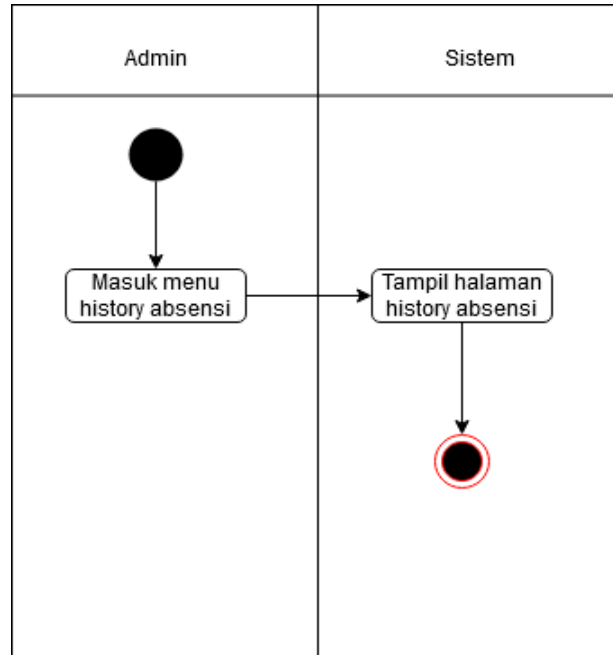 Admin
Sistem
Masuk menu
history absensi
Tampil halaman
history absensi